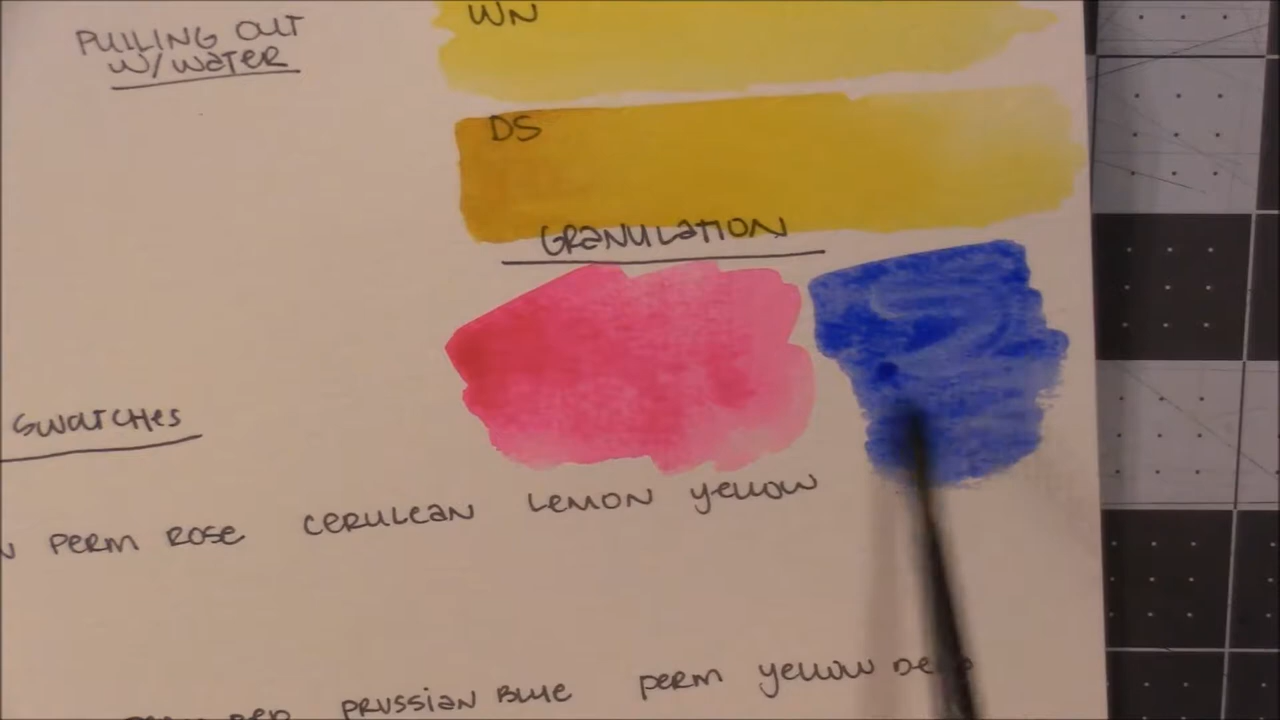 WN
PULLING OUT
W/WATER
DS
GRANULATION
SWATCHES
PERM ROSE CERULEAN LEMON YELLOW
PRUSSIAN BLUE PERM YELLOW